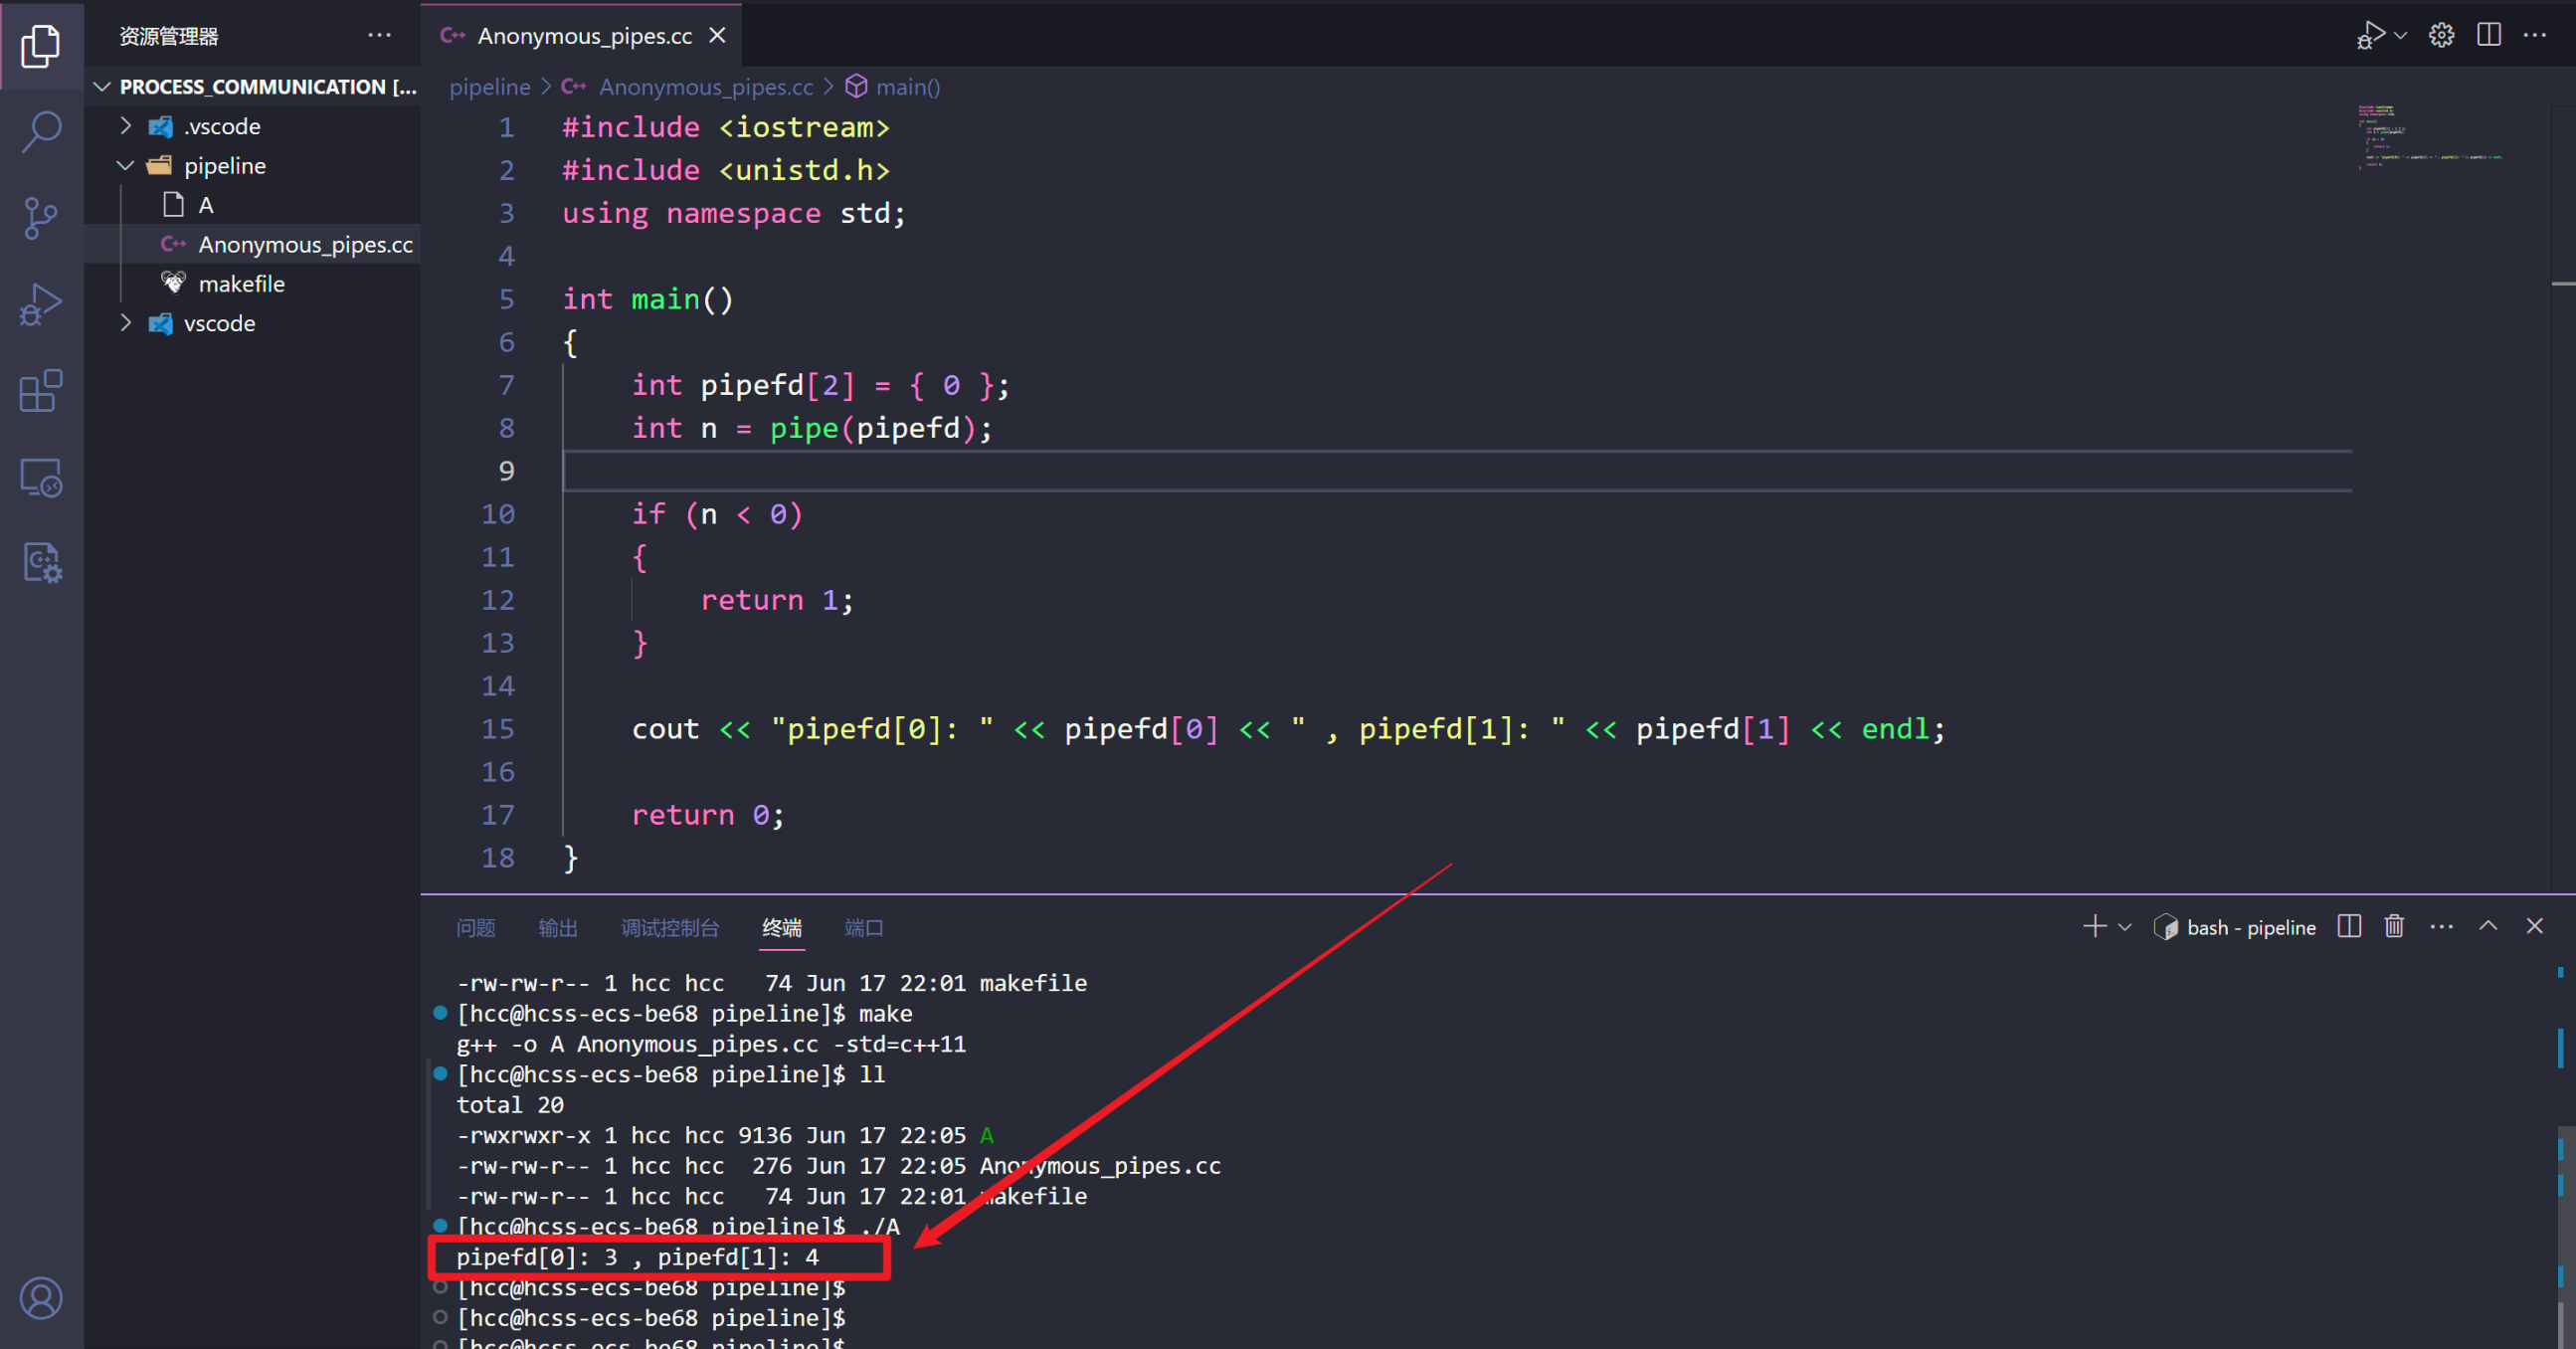 资源管理器
PROCESS_COMMUNICATION [...
.vscode
pipeline
A
Anonymous_pipes.cc
makefile
vscode
Anonymous_pipes.cc
pipeline > Anonymous_pipes.cc > main()
1 #include <iostream>
2 #include <unistd.h>
3 using namespace std;
4
5 int main()
6 {
7     int pipefd[2] = { 0 };
8     int n = pipe(pipefd);
9
10     if (n < 0)
11     {
12         return 1;
13     }
14
15     cout << "pipefd[0]: " << pipefd[0] << " , pipefd[1]: " << pipefd[1] << endl;
16
17     return 0;
18 }
问题 输出 调试控制台 终端 端口
bash - pipeline
-rw-rw-r-- 1 hcc hcc   74 Jun 17 22:01 makefile
[hcc@hcss-ecs-be68 pipeline]$ make
g++ -o A Anonymous_pipes.cc -std=c++11
[hcc@hcss-ecs-be68 pipeline]$ ll
total 20
-rwxrwxr-x 1 hcc hcc 9136 Jun 17 22:05 A
-rw-rw-r-- 1 hcc hcc  276 Jun 17 22:05 Anonymous_pipes.cc
-rw-rw-r-- 1 hcc hcc   74 Jun 17 22:01 makefile
[hcc@hcss-ecs-be68 pipeline]$ ./A
pipefd[0]: 3 , pipefd[1]: 4
[hcc@hcss-ecs-be68 pipeline]$
[hcc@hcss-ecs-be68 pipeline]$
[hcc@hcss-ecs-be68 pipeline]$